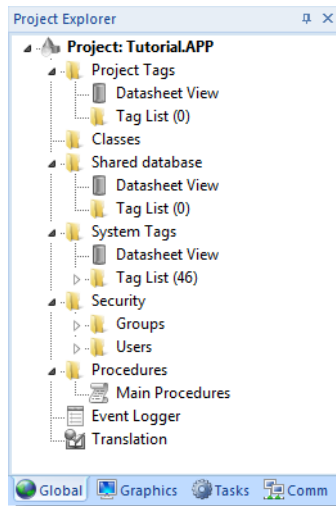 Project Explorer
Project: Tutorial.APP
Project Tags
Datasheet View
Tag List (0)
Classes
Shared database
Datasheet View
Tag List (0)
System Tags
Datasheet View
Tag List (46)
Security
Groups
Users
Procedures
Main Procedures
Event Logger
Translation
Global Graphics Tasks Comm